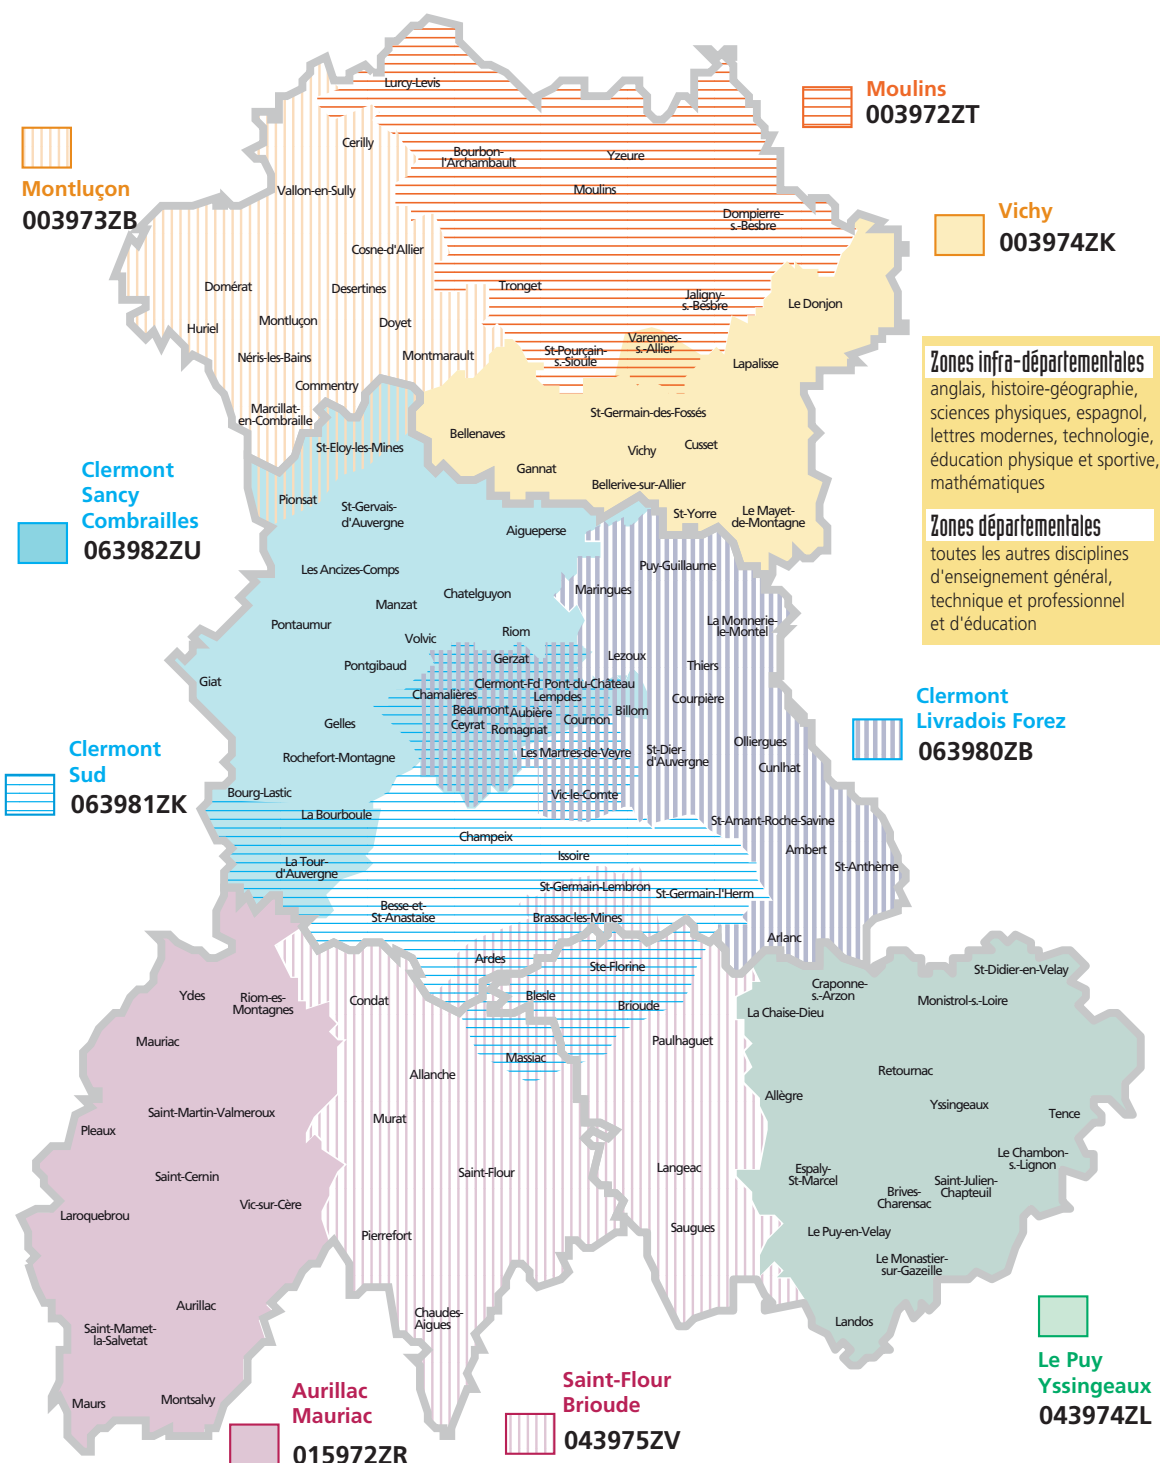 Moulins
003972ZT
Montluçon
003973ZB
Vichy
003974ZK
Lurcy-Levis
Cerilly
Bourbon-
l'Archambault
Yzeure
Vallon-en-Sully
Moulins
Dompierre-
s.-Besbre
Cosne-d'Allier
Domérat
Desertines
Tronget
Jaligny-
s.-Besbre
Le Donjon
Huriel
Montluçon
Doyet
Néris-les-Bains
Montmarault
St-Pourçain-
s.-Sioule
Varennes-
s.-Allier
Lapalisse
Commentry
Marcillat-
en-Combraille
St-Germain-des-Fossés
Bellenaves
St-Eloy-les-Mines
Vichy
Cusset
Gannat
Bellerive-sur-Allier
Pionsat
St-Gervais-
d'Auvergne
Aigueperse
St-Yorre
Le Mayet-
de-Montagne
Zones infra-départementales
anglais, histoire-géographie,
sciences physiques, espagnol,
lettres modernes, technologie,
éducation physique et sportive,
mathématiques
Zones départementales
toutes les autres disciplines
d'enseignement général,
technique et professionnel
et d'éducation
Clermont
Sancy
Combrailles
063982ZU
Les Ancizes-Comps
Manzat
Chatelguyon
Maringues
Puy-Guillaume
Pontaumur
Volvic
Riom
La Monnerie-
le-Montel
Pontgibaud
Gerzat
Lezoux
Thiers
Giat
Clermont-Fd
Pont-du-Château
Chamalières
Lempdes
Courpière
Beaumont
Aubière
Billom
Gelles
Ceyrat
Romagnat
Cournon
Clermont
Livradois Forez
063980ZB
Clermont
Sud
063981ZK
Rochefort-Montagne
Les Martres-de-Veyre
St-Dier-
d'Auvergne
Olliergues
Cunlhat
Bourg-Lastic
Vic-le-Comte
La Bourboule
St-Amant-Roche-Savine
Champeix
Ambert
La Tour-
d'Auvergne
Issoire
St-Anthème
St-Germain-Lembron
St-Germain-l'Herm
Besse-et-
St-Anastaise
Brassac-les-Mines
Arlanc
Ardes
Ste-Florine
St-Didier-en-Velay
Ydes
Riom-es-
Montagnes
Condat
Blesle
Brioude
Craponne-
s.-Arzon
Monistrol-s.-Loire
La Chaise-Dieu
Mauriac
Massiac
Paulhaguet
Allanche
Retournac
Allègre
Yssingeaux
Tence
Saint-Martin-Valmeroux
Murat
Pleaux
Saint-Cernin
Saint-Flour
Langeac
Espaly-
St-Marcel
Le Chambon-
s.-Lignon
Saint-Julien-
Chapteuil
Brives-
Charensac
Vic-sur-Cère
Laroquebrou
Pierrefort
Saugues
Le Puy-en-Velay
Le Monastier-
sur-Gazeille
Aurillac
Chaudes-
Aigues
Landos
Saint-Mamet-
la-Salvetat
Maurs
Montsalvy
Aurillac
Mauriac
015972ZR
Saint-Flour
Brioude
043975ZV
Le Puy
Yssingeaux
043974ZL